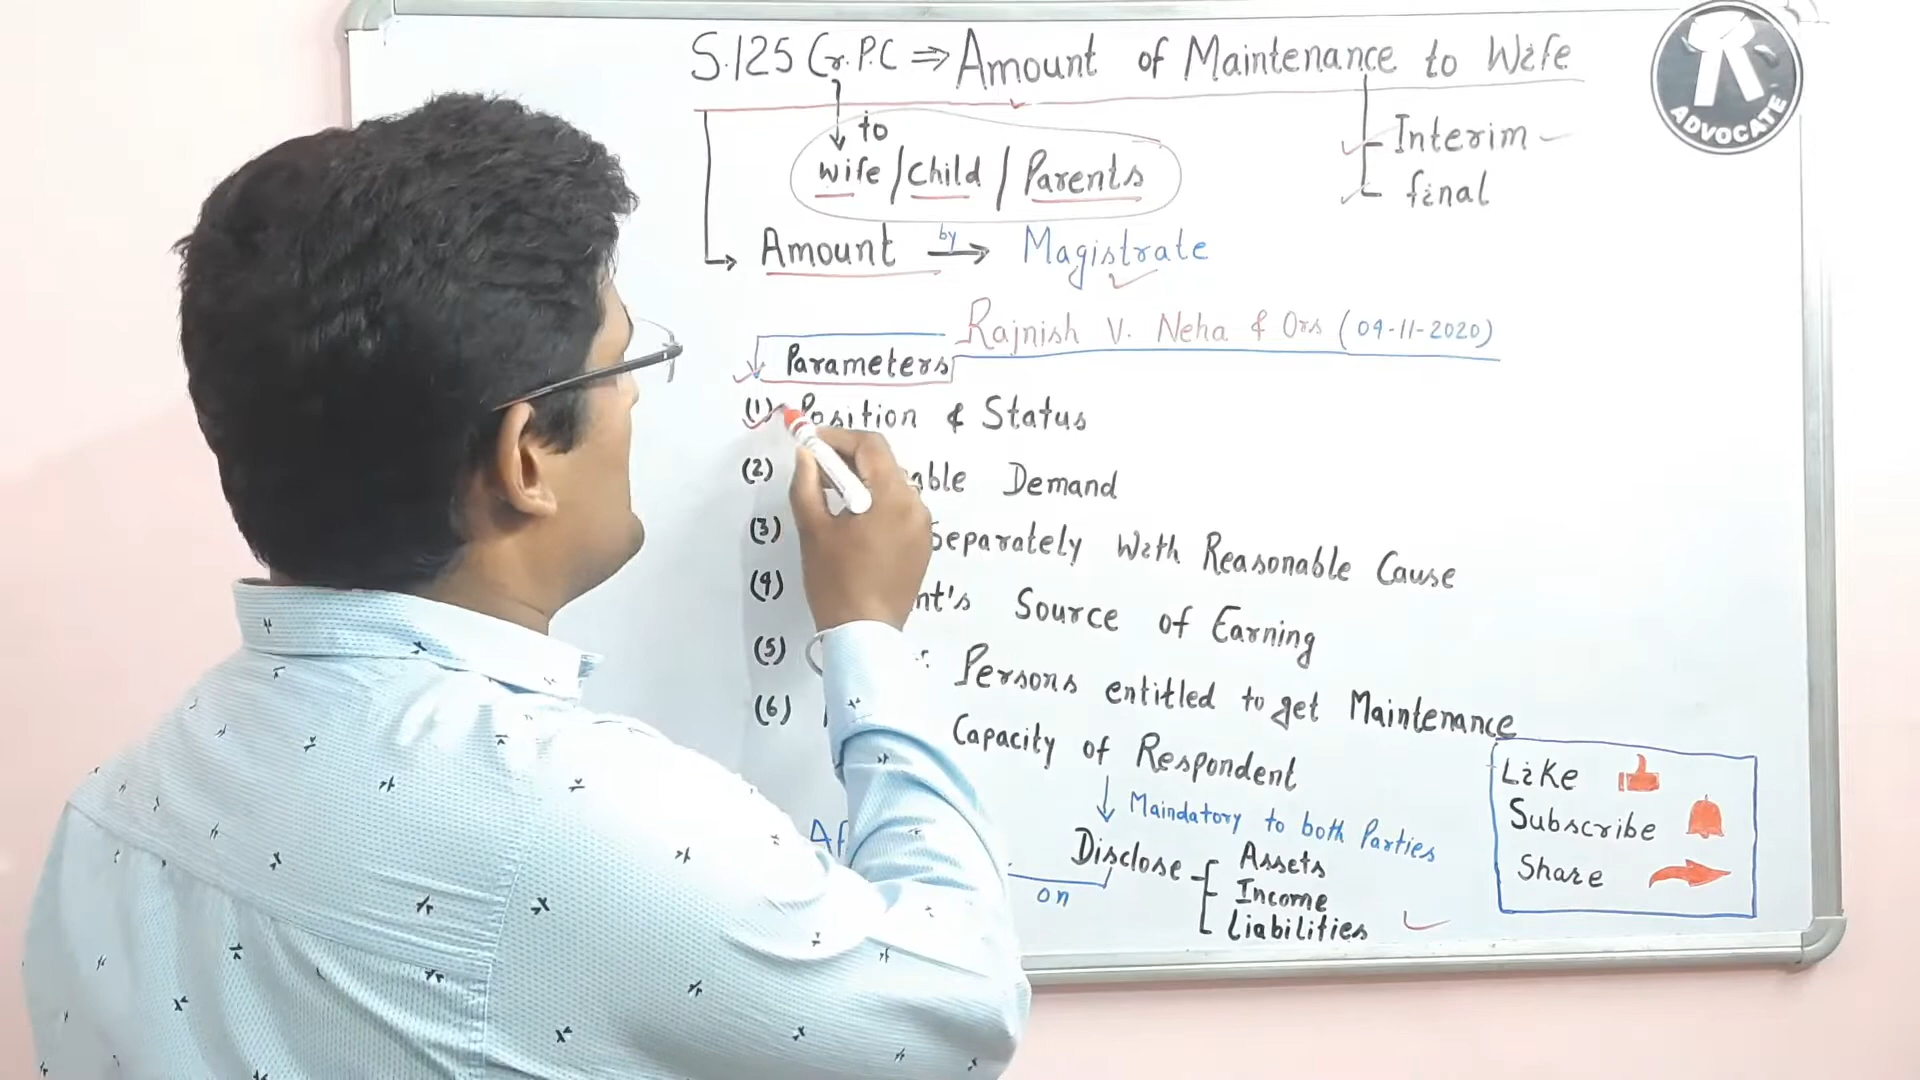 S.125 Cr.P.C ⇒ Amount of Maintenance to Wife
to
wife / Child / Parents
Interim
final
Amount by → Magistrate
Rajnish V. Neha & Ors (04-11-2020)
Parameters
(1) Position & Status
(2) Demand
(3) Separately With Reasonable Cause
(4) Source of Earning
(5) Persons entitled to get Maintenance
(6) Capacity of Respondent
Maindatory to both Parties
Disclose
Assets
Income
Liabilities
on
Like
Subscribe
Share
ADVOCATE